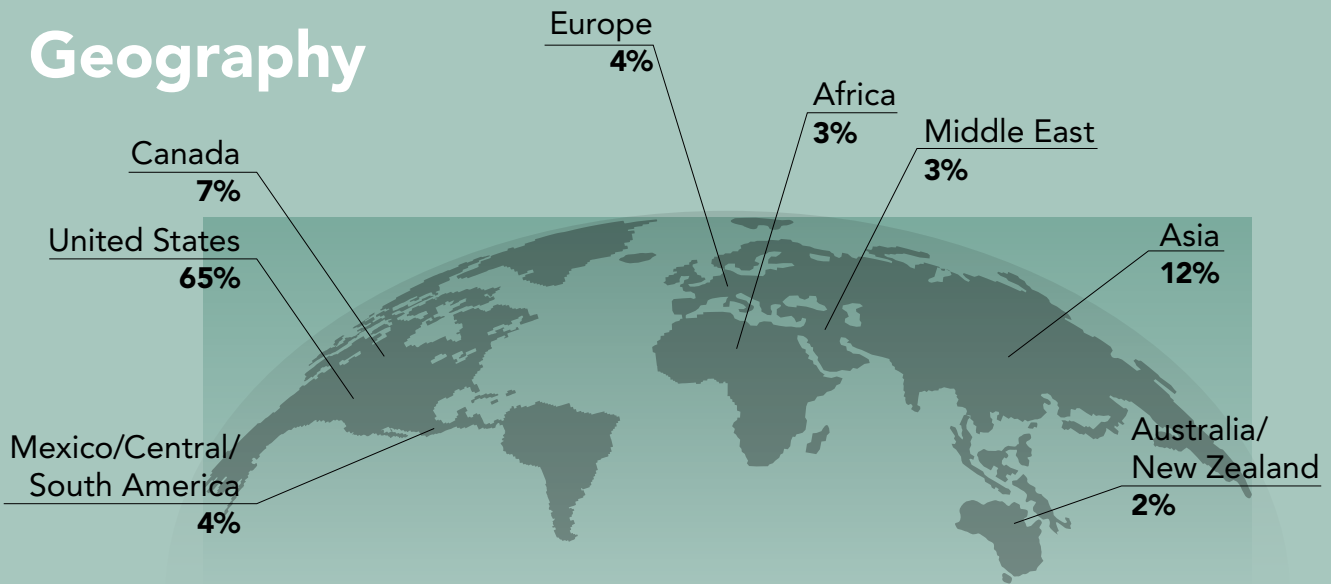 Geography
Europe
4%
Africa
3%
Middle East
3%
Canada
7%
United States
65%
Asia
12%
Mexico/Central/
South America
4%
Australia/
New Zealand
2%